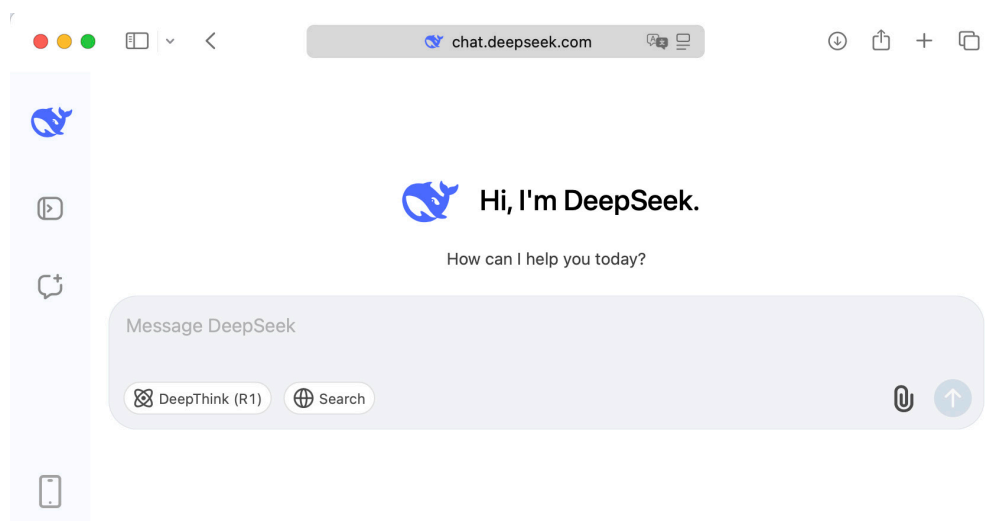 chat.deepseek.com
Hi, I'm DeepSeek.
How can I help you today?
Message DeepSeek
DeepThink (R1)
Search